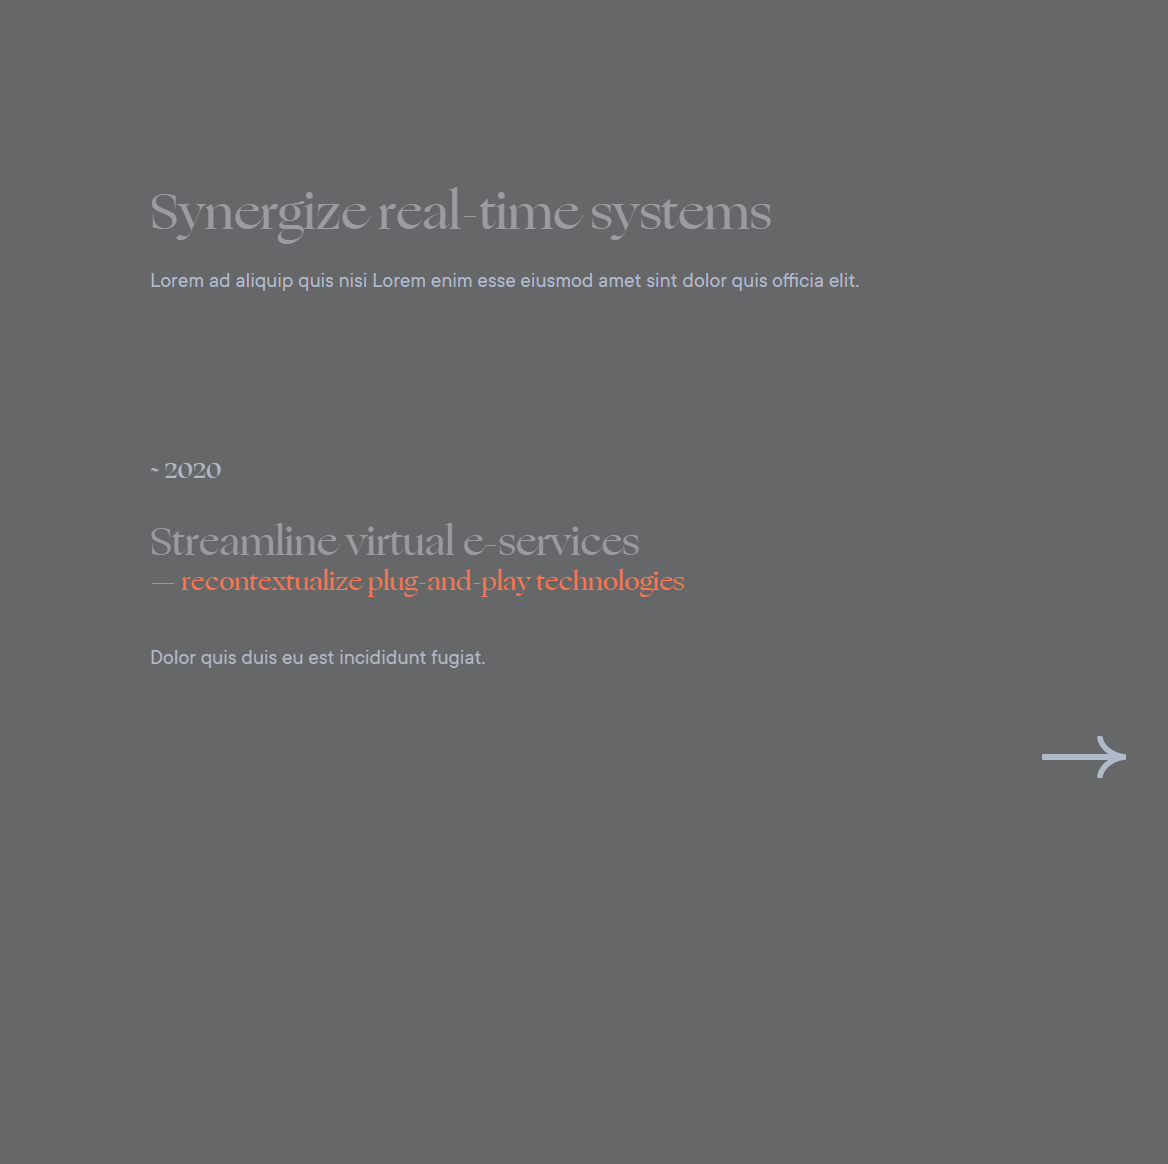 Synergize real-time systems
Lorem ad aliquip quis nisi Lorem enim esse eiusmod amet sint dolor quis officia elit.
~ 2020
Streamline virtual e-services
— recontextualize plug-and-play technologies
Dolor quis duis eu est incididunt fugiat.